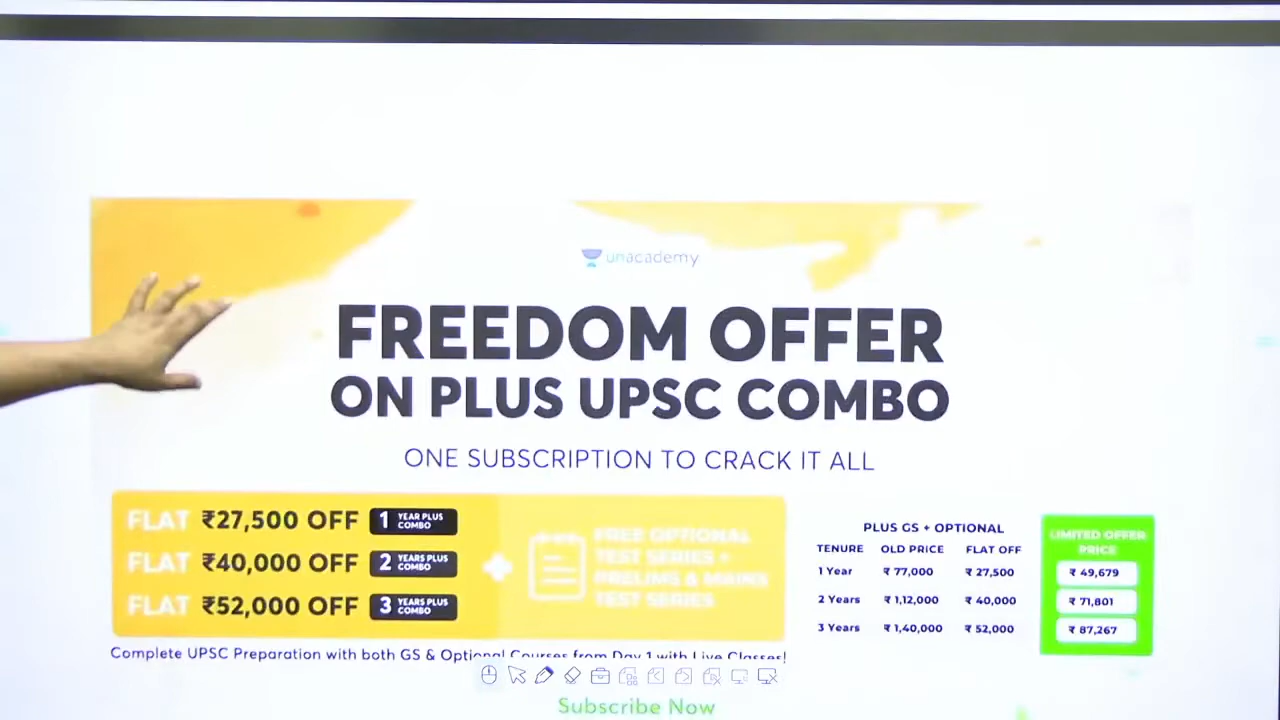 unacademy
FREEDOM OFFER
ON PLUS UPSC COMBO
ONE SUBSCRIPTION TO CRACK IT ALL
FLAT ₹27,500 OFF 1 YEAR PLUS COMBO
FLAT ₹40,000 OFF 2 YEARS PLUS COMBO
FLAT ₹52,000 OFF 3 YEARS PLUS COMBO
+
FREE OPTIONAL
TEST SERIES +
PRELIMS & MAINS
TEST SERIES
PLUS GS + OPTIONAL
TENURE OLD PRICE FLAT OFF LIMITED OFFER PRICE
1 Year ₹ 77,000 ₹ 27,500 ₹ 49,679
2 Years ₹ 1,12,000 ₹ 40,000 ₹ 71,801
3 Years ₹ 1,40,000 ₹ 52,000 ₹ 87,267
Complete UPSC Preparation with both GS & Optional Courses from Day 1 with Live Classes!
Subscribe Now